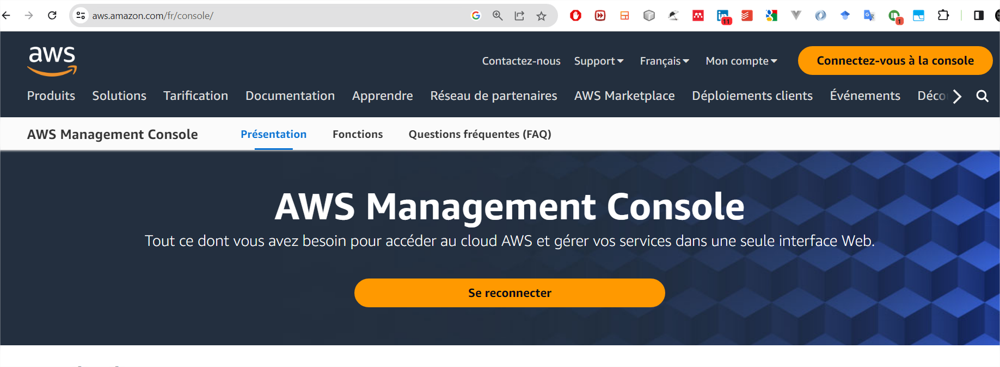 aws.amazon.com/fr/console/
11
1
aws
Contactez-nous Support Français Mon compte Connectez-vous à la console
Produits Solutions Tarification Documentation Apprendre Réseau de partenaires AWS Marketplace Déploiements clients Événements
AWS Management Console Présentation Fonctions Questions fréquentes (FAQ)
AWS Management Console
Tout ce dont vous avez besoin pour accéder au cloud AWS et gérer vos services dans une seule interface Web.
Se reconnecter